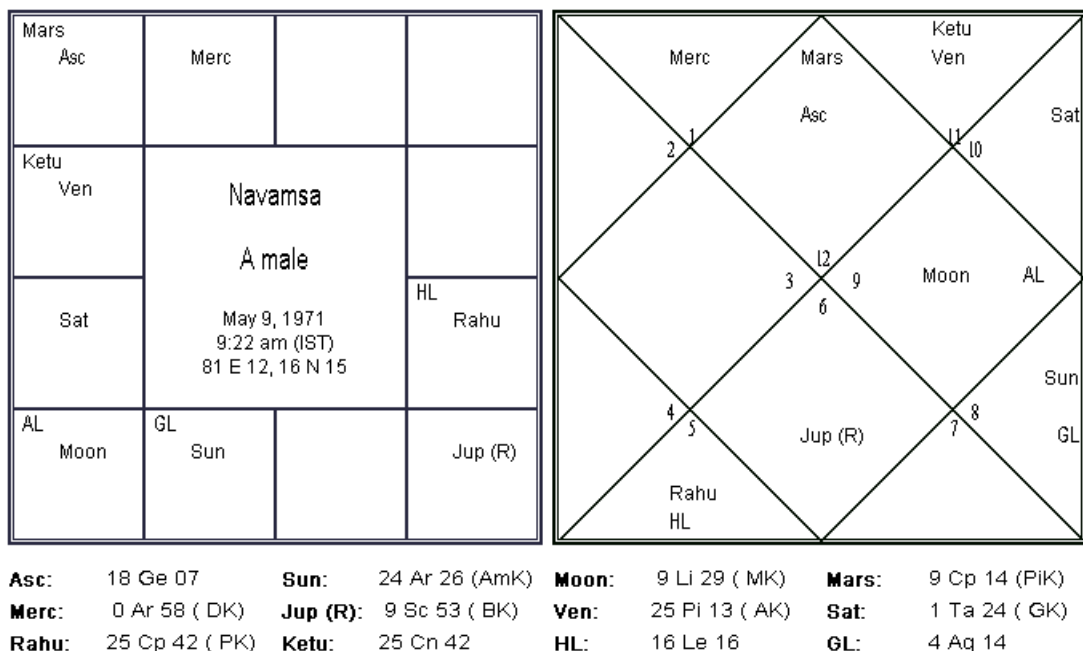 Mars
Asc
Merc
Ketu
Ven
Navamsa
A male
May 9, 1971
9:22 am (IST)
81 E 12, 16 N 15
Sat
HL
Rahu
AL
Moon
GL
Sun
Jup (R)
Merc
Mars
Ketu
Ven
Asc
Sat
1
2
11
10
12
3
9
6
Moon
AL
Sun
4
5
8
7
GL
Jup (R)
Rahu
HL
Asc: 18 Ge 07 Sun: 24 Ar 26 (AmK) Moon: 9 Li 29 ( MK) Mars: 9 Cp 14 (PiK)
Merc: 0 Ar 58 ( DK) Jup (R): 9 Sc 53 ( BK) Ven: 25 Pi 13 ( AK) Sat: 1 Ta 24 ( GK)
Rahu: 25 Cp 42 ( PK) Ketu: 25 Cn 42 HL: 16 Le 16 GL: 4 Aq 14